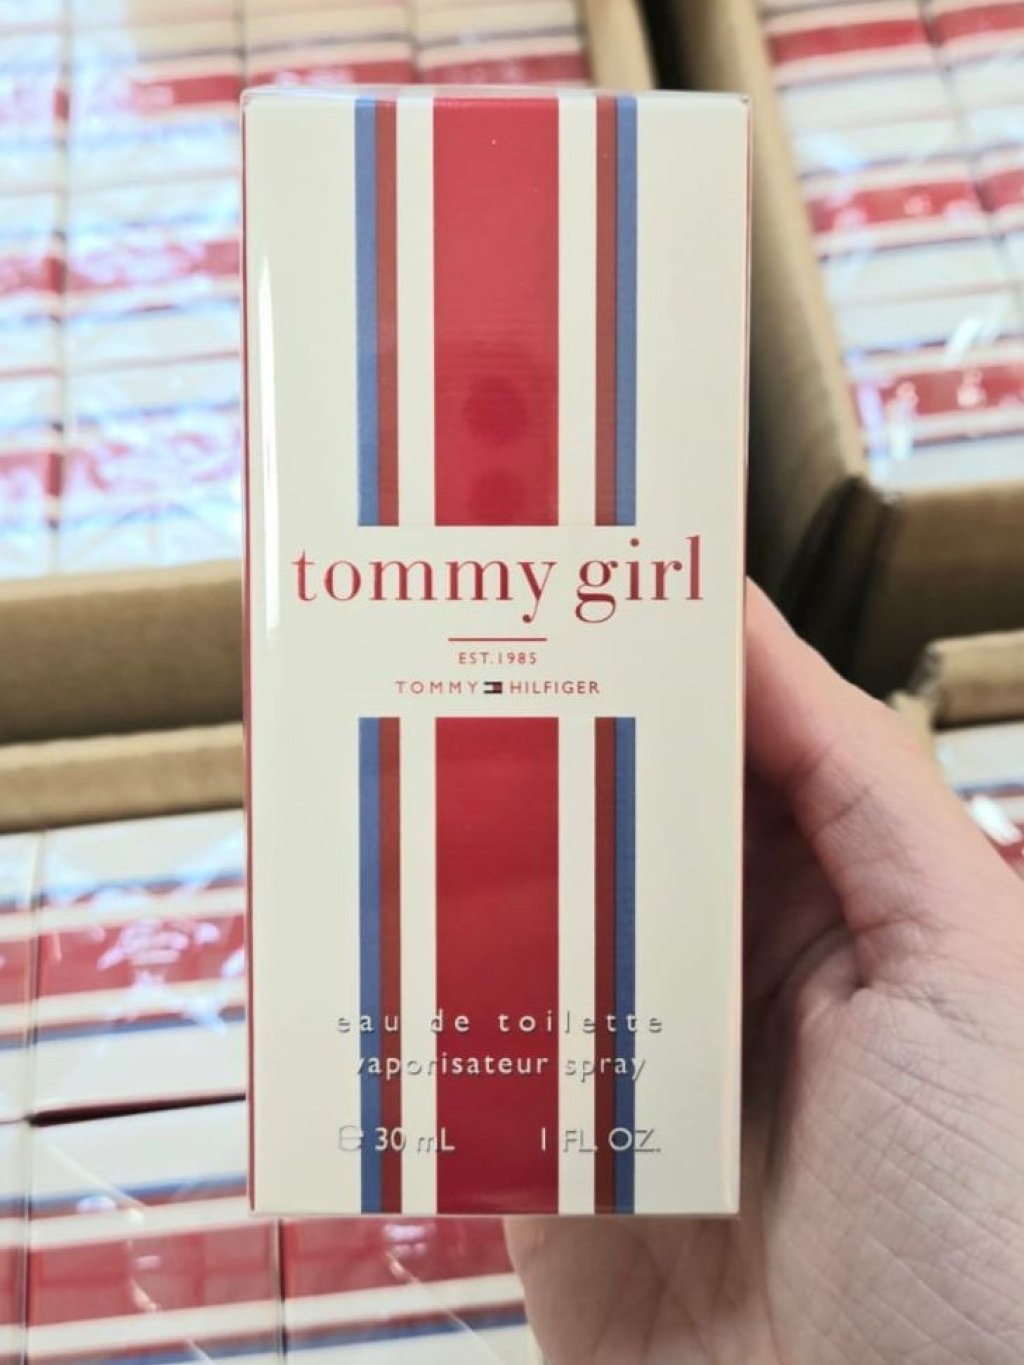 tommy girl
EST.1985
TOMMY HILFIGER
eau de toilette
vaporisateur spray
℮ 30 mL 1 FL. OZ.